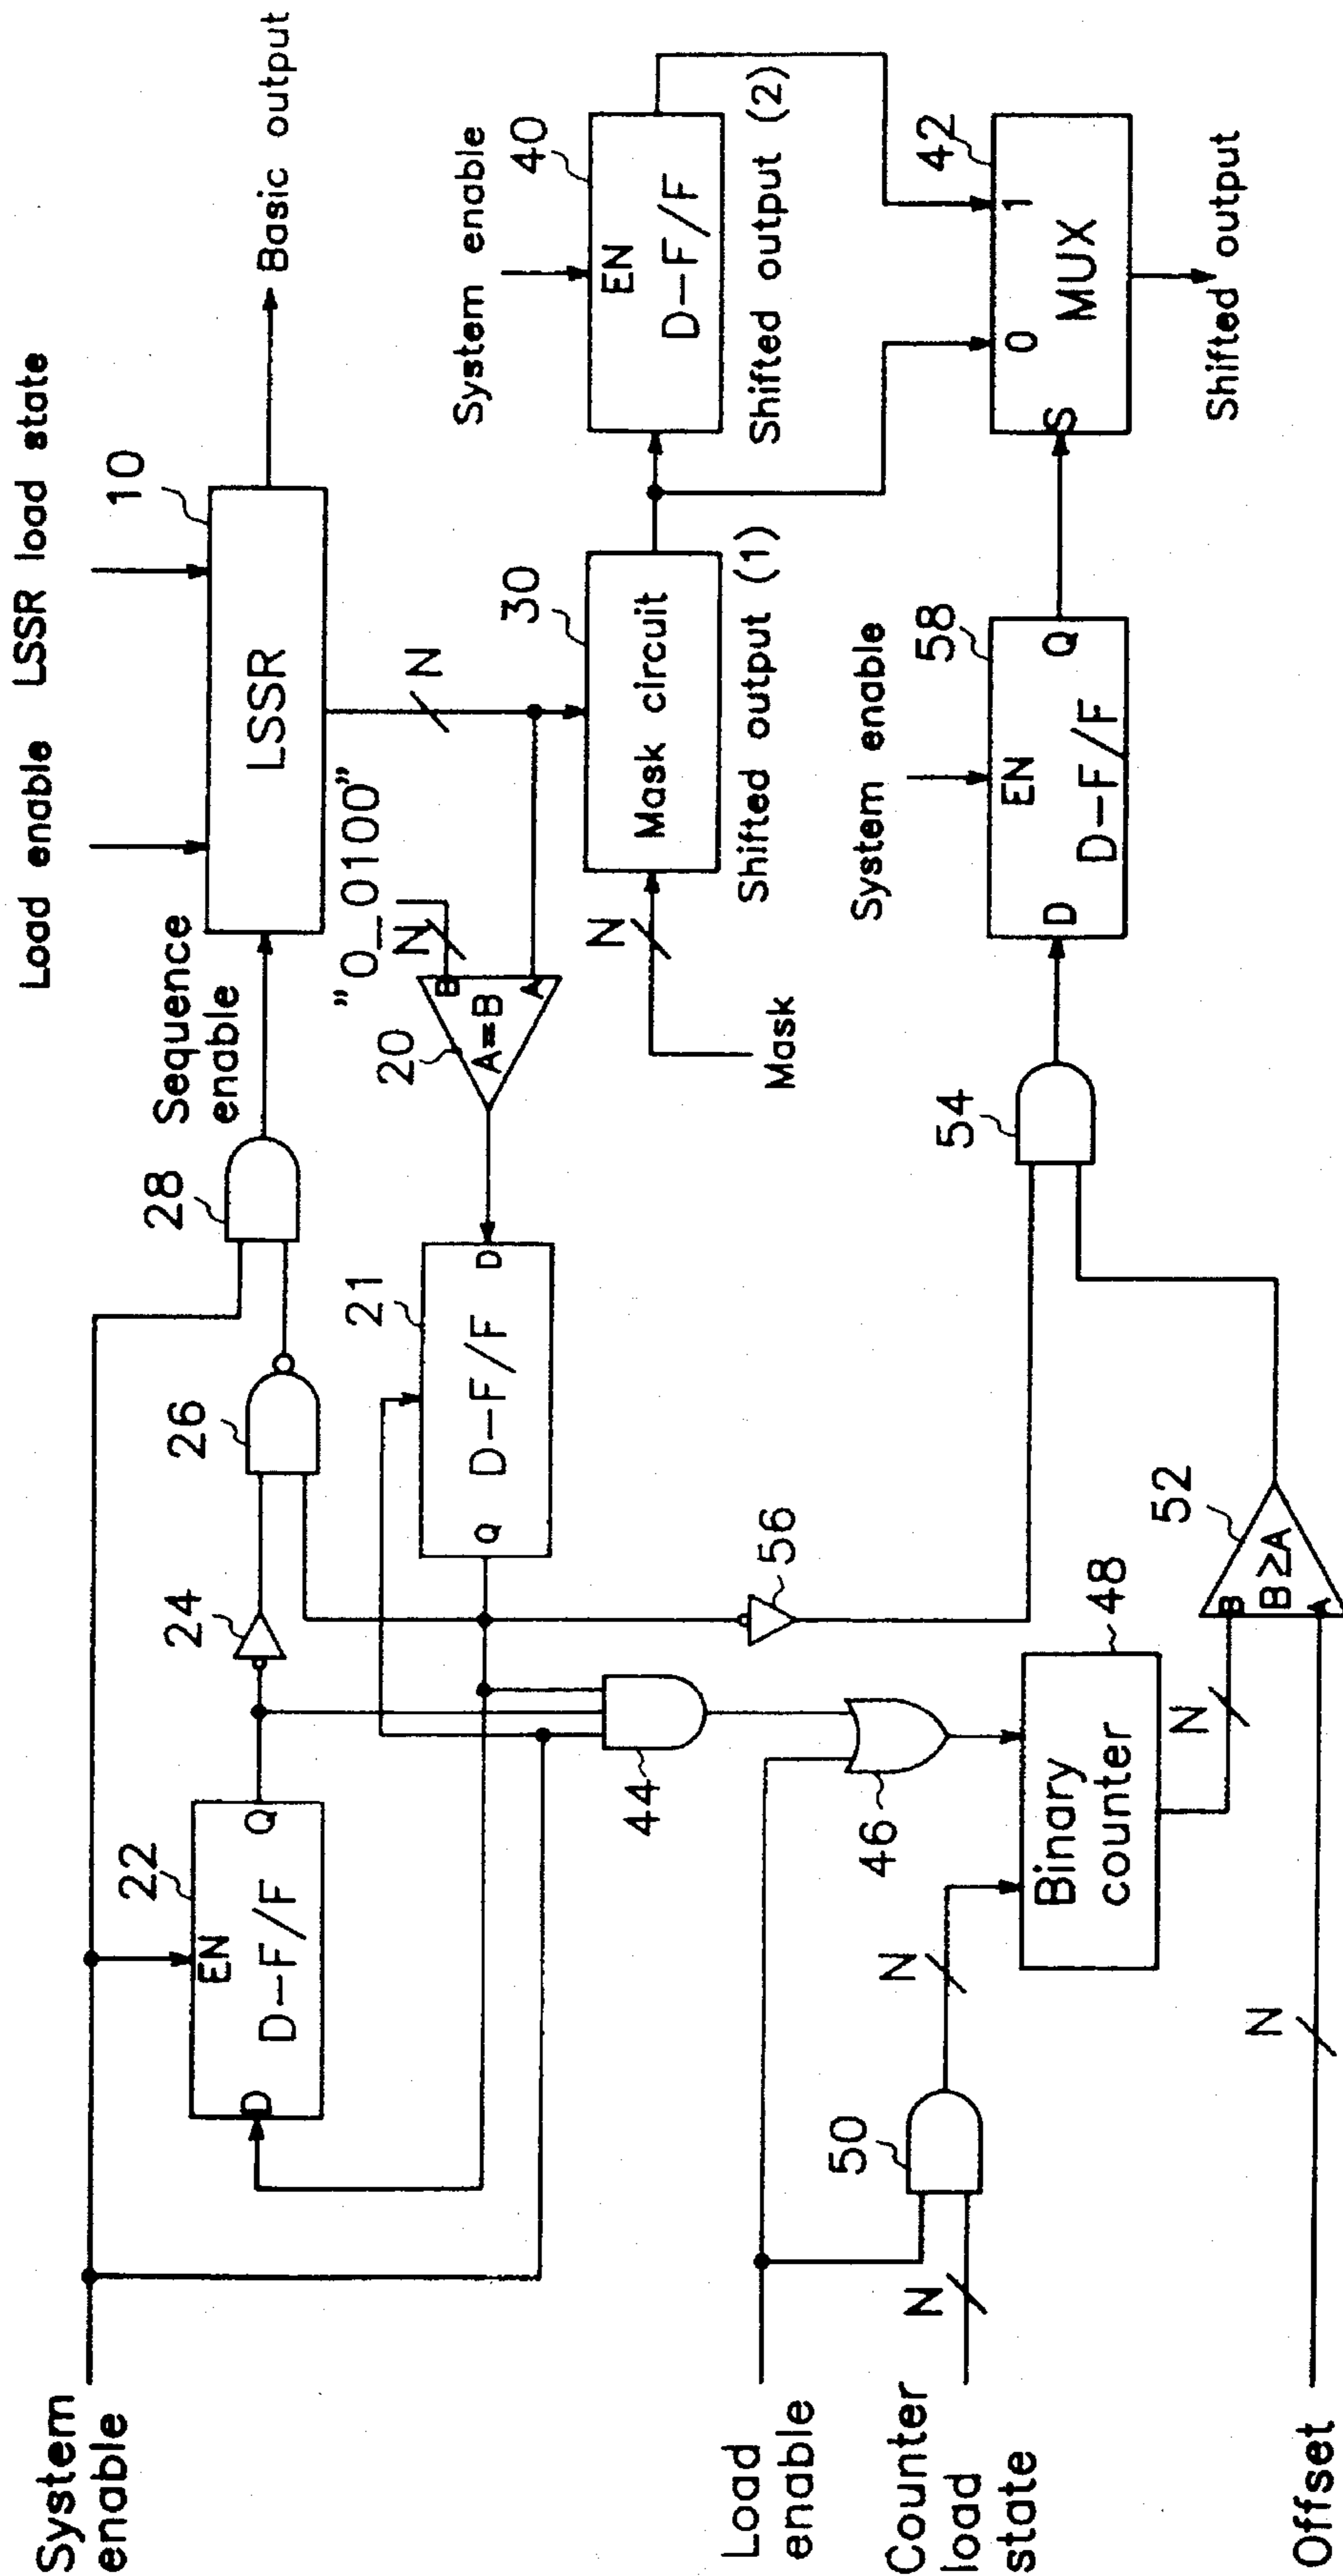 System
enable
22
EN
D
D-F/F
Q
24
26
28
Sequence
enable
Load enable
LSSR load state
10
LSSR
Basic output
N
"0_0100"
N
B
A=B
A
20
21
D
D-F/F
Q
30
Mask circuit
N
Mask
Shifted output (1)
System enable
40
EN
D-F/F
Shifted output (2)
42
0
1
S
MUX
Shifted output
44
46
56
Load
enable
Counter
load
state
N
50
N
48
Binary
counter
N
52
B
B≥A
A
54
System enable
58
EN
D
D-F/F
Q
Offset
N